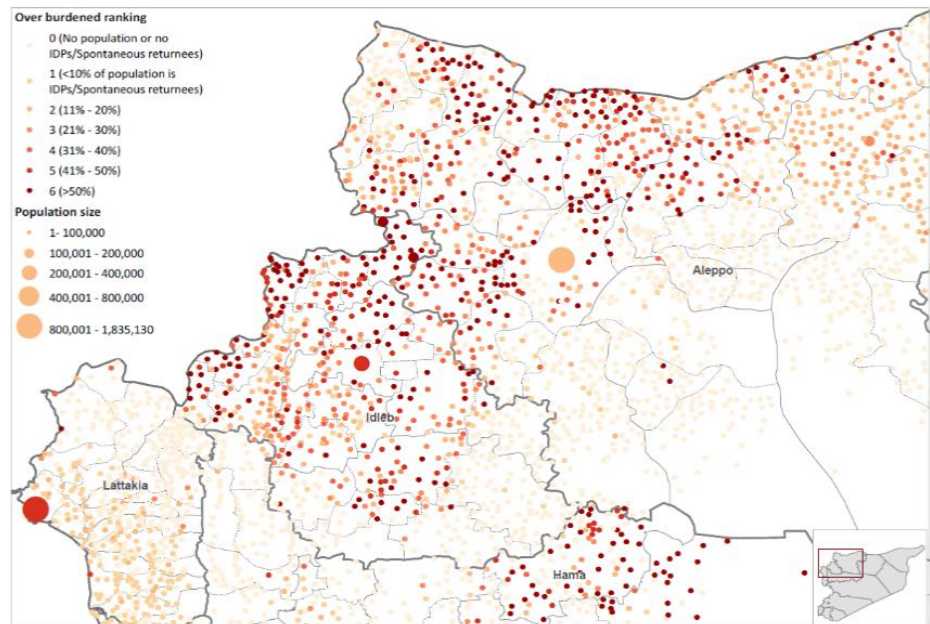 Over burdened ranking
0 (No population or no
IDPs/Spontaneous returnees)
1 (<10% of population is
IDPs/Spontaneous returnees)
2 (11% - 20%)
3 (21% - 30%)
4 (31% - 40%)
5 (41% - 50%)
6 (>50%)
Population size
1- 100,000
100,001 - 200,000
200,001 - 400,000
400,001 - 800,000
800,001 - 1,835,130
Aleppo
Idleb
Lattakia
Hama